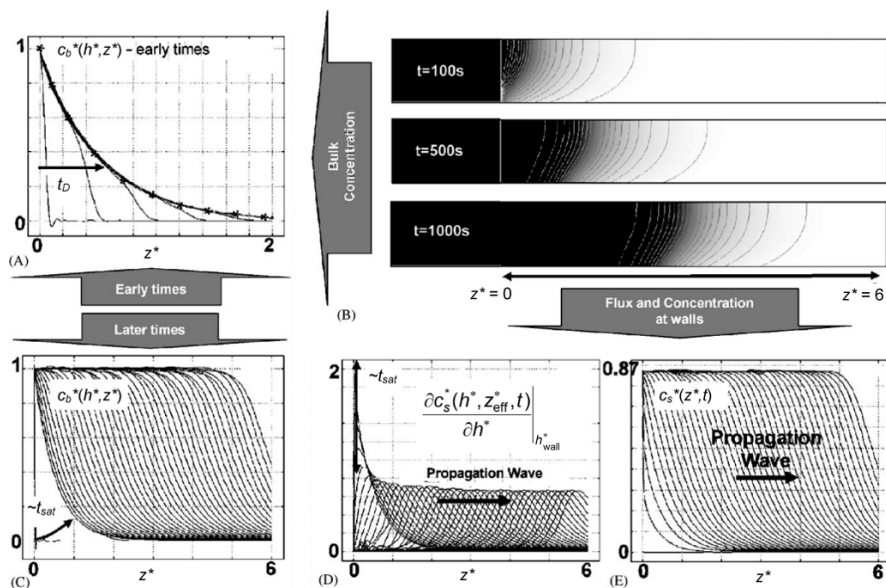 1
c_b*(h*,z*) – early times
t_D
0
0
z*
2
(A)
Bulk
Concentration
t=100s
t=500s
t=1000s
z* = 0
z* = 6
(B)
Early times
Later times
Flux and Concentration
at walls
1
c_b*(h*,z*)
~t_sat
0
0
z*
6
(C)
2
~t_sat
∂c_s*(h*, z*_eff, t)
∂h*
h*_wall
Propagation Wave
0
0
z*
6
(D)
0.87
c_s*(z*,t)
Propagation
Wave
0
0
z*
6
(E)